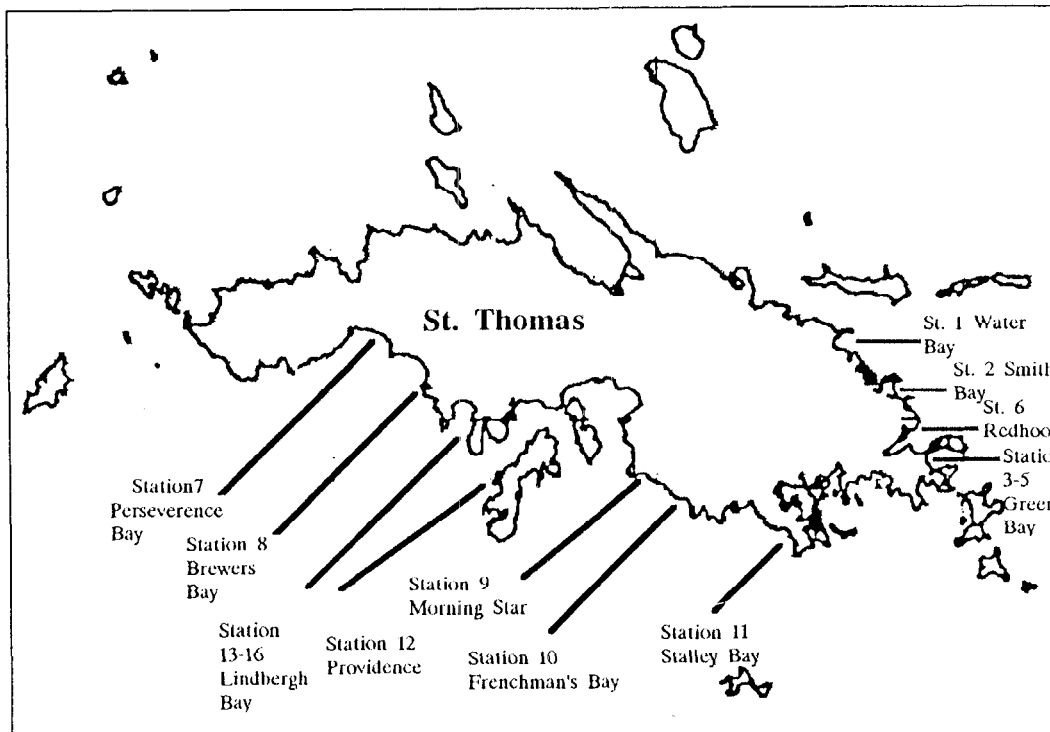 St. Thomas
St. 1 Water
Bay
St. 2 Smith
Bay
St. 6
Redhoo
Statio
3-5
Green
Bay
Station7
Perseverence
Bay
Station 8
Brewers
Bay
Station
13-16
Lindbergh
Bay
Station 12
Providence
Station 9
Morning Star
Station 10
Frenchman's Bay
Station 11
Stalley Bay